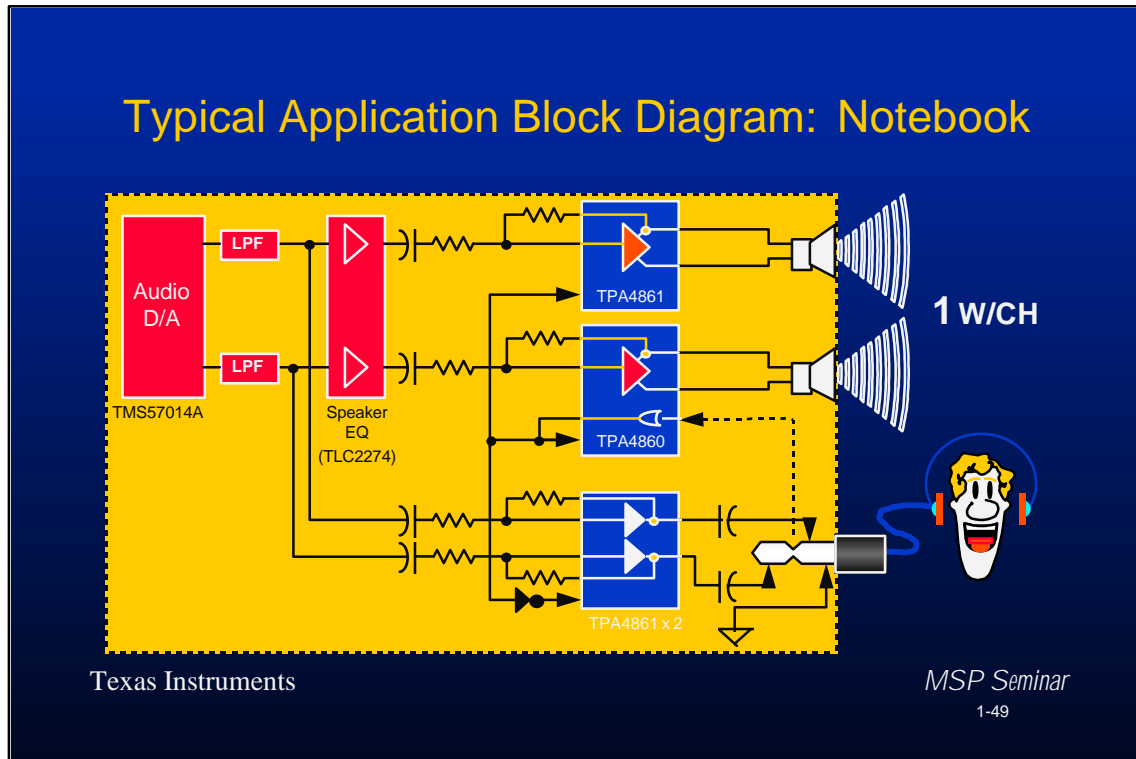 Typical Application Block Diagram: Notebook
LPF
Audio
D/A
LPF
TMS57014A
Speaker
EQ
(TLC2274)
TPA4861
TPA4860
TPA4861 x 2
1 W/CH
Texas Instruments
MSP Seminar
1-49